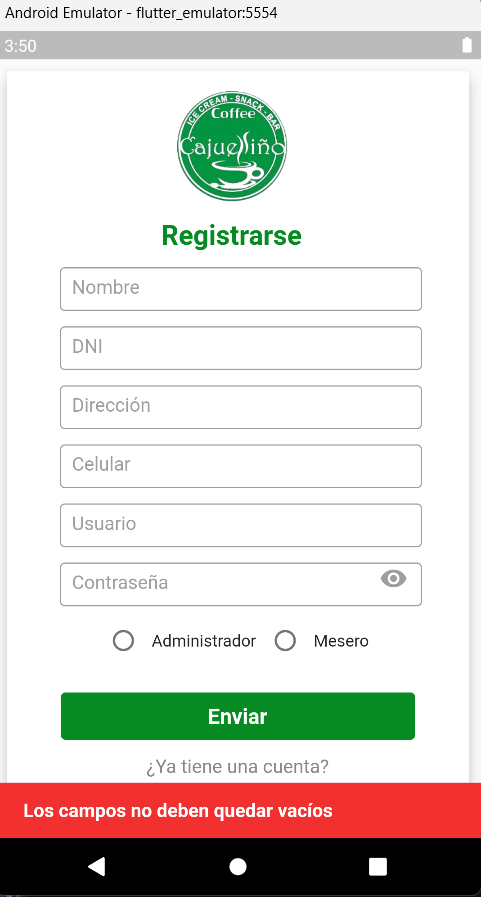 Android Emulator - flutter_emulator:5554
3:50
ICE CREAM - SNACK - BAR
Coffee
Cajuelliño
Registrarse
Nombre
DNI
Dirección
Celular
Usuario
Contraseña
Administrador Mesero
Enviar
¿Ya tiene una cuenta?
Los campos no deben quedar vacíos